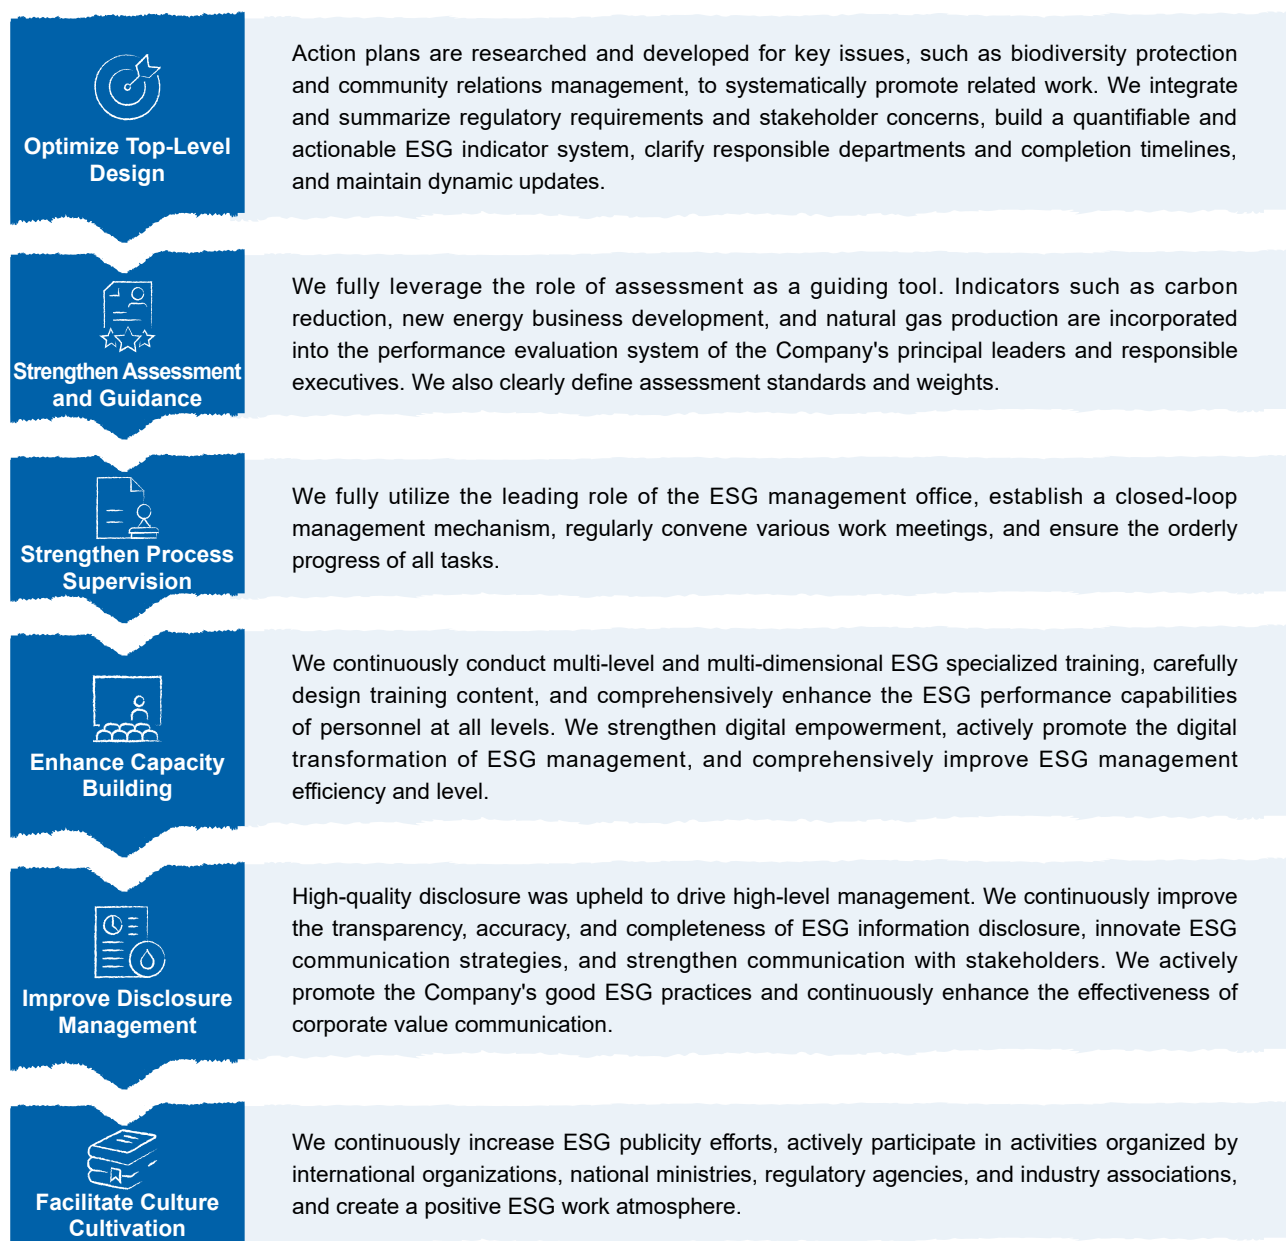 Optimize Top-Level
Design
Action plans are researched and developed for key issues, such as biodiversity protection
and community relations management, to systematically promote related work. We integrate
and summarize regulatory requirements and stakeholder concerns, build a quantifiable and
actionable ESG indicator system, clarify responsible departments and completion timelines,
and maintain dynamic updates.
Strengthen Assessment
and Guidance
We fully leverage the role of assessment as a guiding tool. Indicators such as carbon
reduction, new energy business development, and natural gas production are incorporated
into the performance evaluation system of the Company's principal leaders and responsible
executives. We also clearly define assessment standards and weights.
Strengthen Process
Supervision
We fully utilize the leading role of the ESG management office, establish a closed-loop
management mechanism, regularly convene various work meetings, and ensure the orderly
progress of all tasks.
Enhance Capacity
Building
We continuously conduct multi-level and multi-dimensional ESG specialized training, carefully
design training content, and comprehensively enhance the ESG performance capabilities
of personnel at all levels. We strengthen digital empowerment, actively promote the digital
transformation of ESG management, and comprehensively improve ESG management
efficiency and level.
Improve Disclosure
Management
High-quality disclosure was upheld to drive high-level management. We continuously improve
the transparency, accuracy, and completeness of ESG information disclosure, innovate ESG
communication strategies, and strengthen communication with stakeholders. We actively
promote the Company's good ESG practices and continuously enhance the effectiveness of
corporate value communication.
Facilitate Culture
Cultivation
We continuously increase ESG publicity efforts, actively participate in activities organized by
international organizations, national ministries, regulatory agencies, and industry associations,
and create a positive ESG work atmosphere.